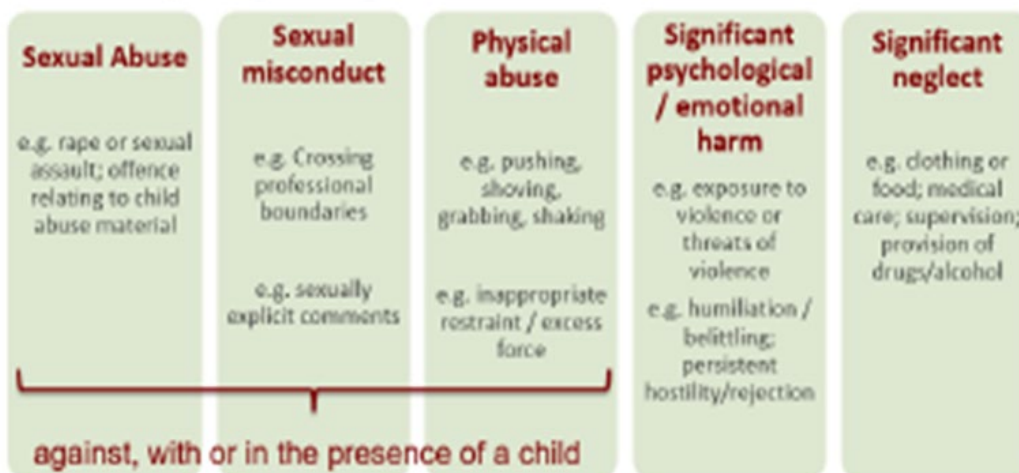 Sexual Abuse
e.g. rape or sexual
assault; offence
relating to child
abuse material
Sexual
misconduct
e.g. Crossing
professional
boundaries
e.g. sexually
explicit comments
Physical
abuse
e.g. pushing,
shoving,
grabbing, shaking
e.g. inappropriate
restraint / excess
force
against, with or in the presence of a child
Significant
psychological
/ emotional
harm
e.g. exposure to
violence or
threats of
violence
e.g. humiliation /
belittling;
persistent
hostility/rejection
Significant
neglect
e.g. clothing or
food; medical
care; supervision;
provision of
drugs/alcohol